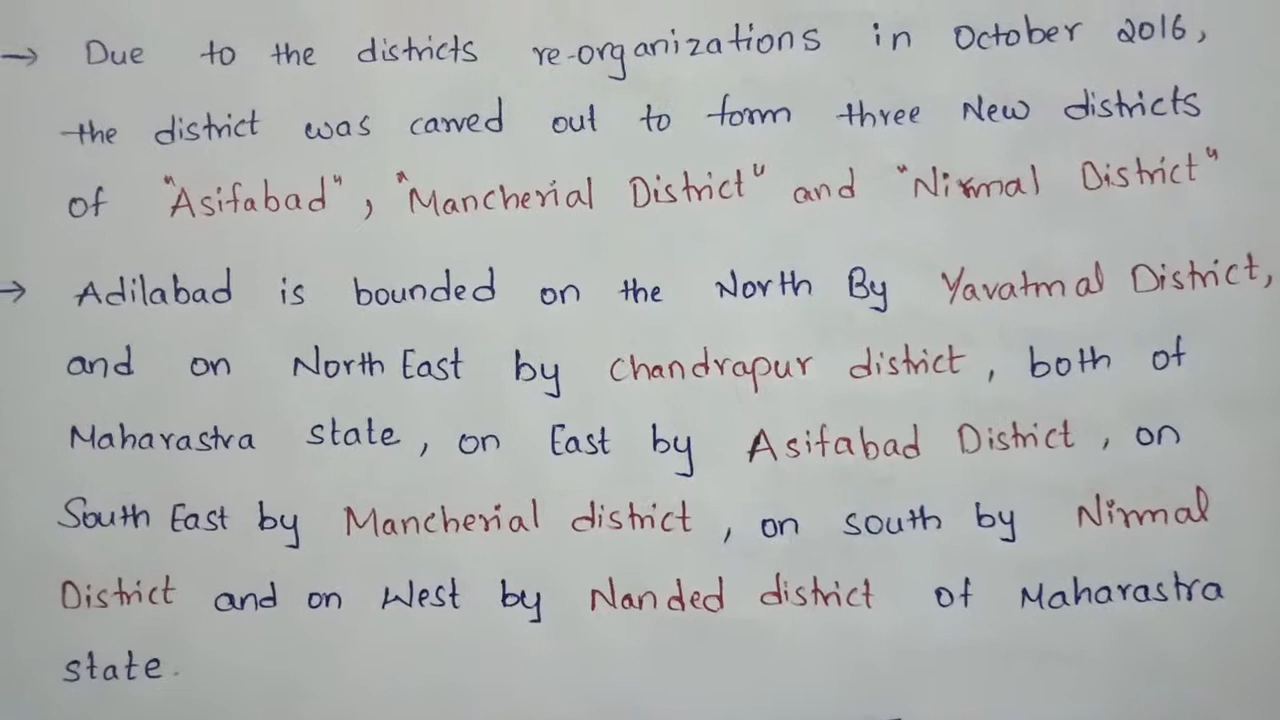 → Due to the districts re-organizations in October 2016,
the district was carved out to form three New districts
of "Asifabad", "Mancherial District" and "Nirmal District"
→ Adilabad is bounded on the North By Yavatmal District,
and on North East by Chandrapur district, both of
Maharastra state, on East by Asifabad District, on
South East by Mancherial district, on south by Nirmal
District and on West by Nanded district of Maharastra
state.